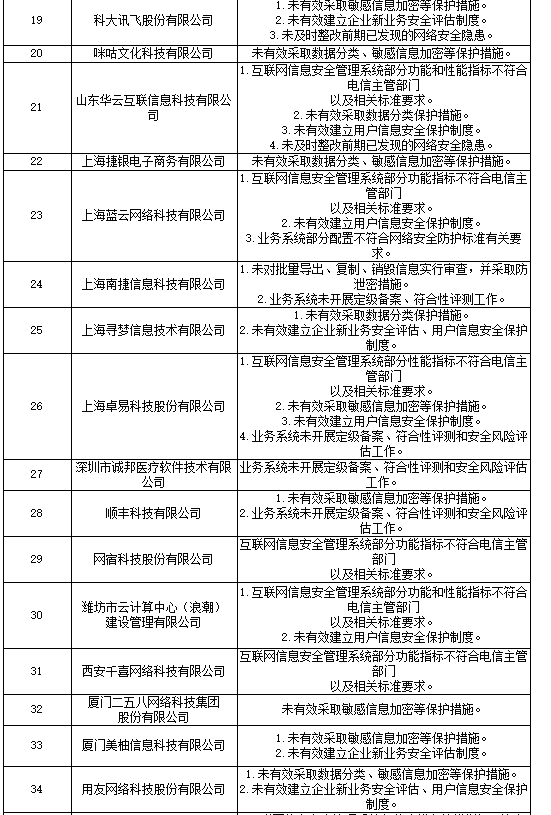 1. 未有效采取敏感信息加密等保护措施。
19
科大讯飞股份有限公司
2. 未有效建立企业新业务安全评估制度。
3. 未及时整改前期已发现的网络安全隐患。
20
咪咕文化科技有限公司
未有效采取数据分类、敏感信息加密等保护措施。
21
山东华云互联信息科技有限公
司
1. 互联网信息安全管理系统部分功能和性能指标不符合
电信主管部门
以及相关标准要求。
2. 未有效采取数据分类保护措施。
3. 未有效建立用户信息安全保护制度。
4. 未及时整改前期已发现的网络安全隐患。
22
上海捷银电子商务有限公司
未有效采取数据分类、敏感信息加密等保护措施。
23
上海蓝云网络科技有限公司
1. 互联网信息安全管理系统部分功能指标不符合电信主
管部门
以及相关标准要求。
2. 未有效建立用户信息安全保护制度。
3. 业务系统部分配置不符合网络安全防护标准有关要
求。
24
上海南捷信息科技有限公司
1. 未对批量导出、复制、销毁信息实行审查，并采取防
泄密措施。
2. 业务系统未开展定级备案、符合性评测工作。
25
上海寻梦信息技术有限公司
1. 未有效采取数据分类保护措施。
2. 未有效建立企业新业务安全评估、用户信息安全保护
制度。
26
上海卓易科技股份有限公司
1. 互联网信息安全管理系统部分性能指标不符合电信主
管部门
以及相关标准要求。
2. 未有效采取敏感信息加密等保护措施。
3. 未有效建立用户信息安全保护制度。
4. 业务系统未开展定级备案、符合性评测和安全风险评
估工作。
27
深圳市诚邦医疗软件技术有限
公司
业务系统未开展定级备案、符合性评测和安全风险评估
工作。
28
顺丰科技有限公司
1. 未有效采取敏感信息加密等保护措施。
2. 业务系统未开展定级备案、符合性评测和安全风险评
估工作。
29
网宿科技股份有限公司
互联网信息安全管理系统部分功能指标不符合电信主管
部门
以及相关标准要求。
30
潍坊市云计算中心（浪潮）
建设管理有限公司
1. 互联网信息安全管理系统部分功能和性能指标不符合
电信主管部门
以及相关标准要求。
2. 未有效建立用户信息安全保护制度。
31
西安千喜网络科技有限公司
互联网信息安全管理系统部分功能指标不符合电信主管
部门
以及相关标准要求。
32
厦门二五八网络科技集团
股份有限公司
未有效采取敏感信息加密等保护措施。
33
厦门美柚信息科技有限公司
1. 未有效采取敏感信息加密等保护措施。
2. 未有效建立企业新业务安全评估制度。
34
用友网络科技股份有限公司
1. 未有效采取数据分类、敏感信息加密等保护措施。
2. 未有效建立企业新业务安全评估、用户信息安全保护
制度。